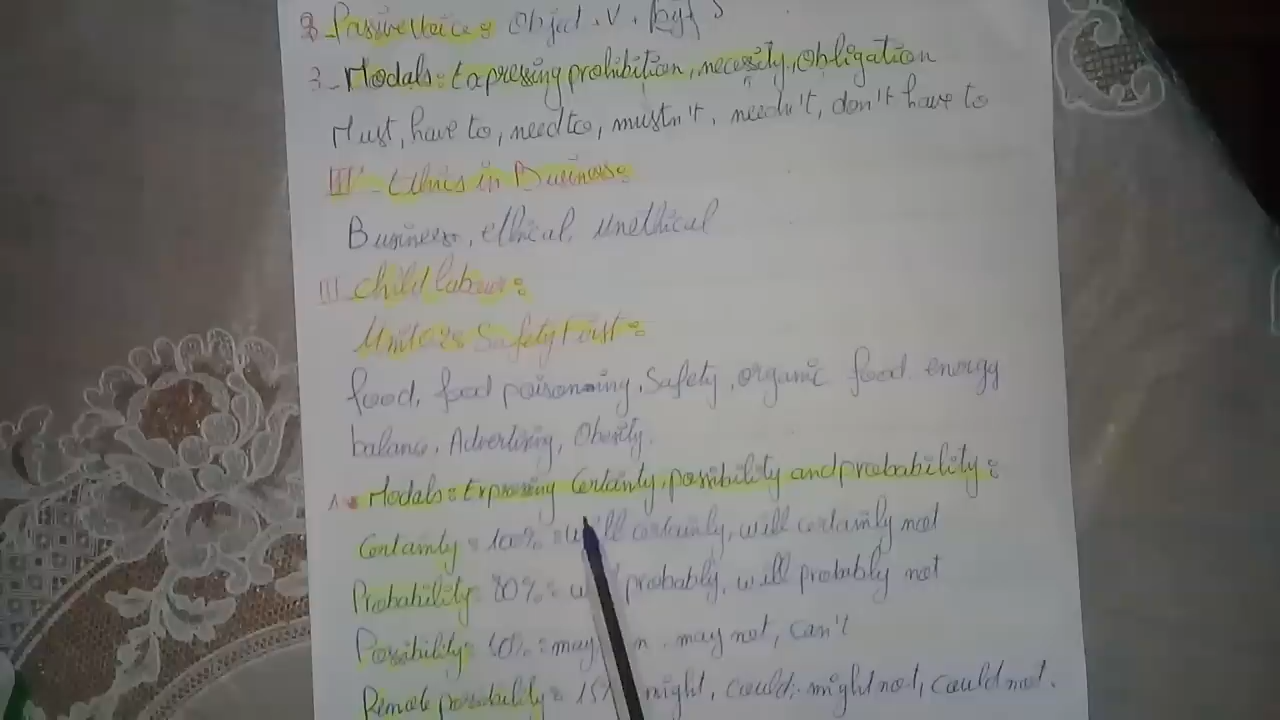 Passive Voice: Object. V. (by) S
3-Modals: Expressing prohibition, necessity, obligation
Must, have to, need to, mustn't, needn't, don't have to
Ethics in Business:
Business, ethical, unethical
III-Child labour:
Safety First:
food, food poisoning, Safety, organic food energy
balance, Advertising, Obesity.
1-Modals: Expressing Certainty, possibility and probability:
Certainty: 100%: will certainly, will certainly not
Probability: 80%: probably, will probably not
Possibility: may may not, can't
Remote possibility: might, could, might not, could not.